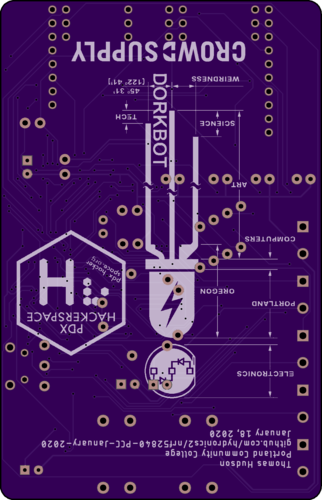 Thomas Hudson
Portland Community College
github.com/hydronics2/nrf52840-PCC-January-2020
January 18, 2020
ELECTRONICS
PORTLAND
OREGON
COMPUTERS
ART
SCIENCE
TECH
WEIRDNESS
45° 31'
[122° 41']
DORKBOT
PDX
HACKERSPACE
H
pdx hacker
space.org
CROWD SUPPLY